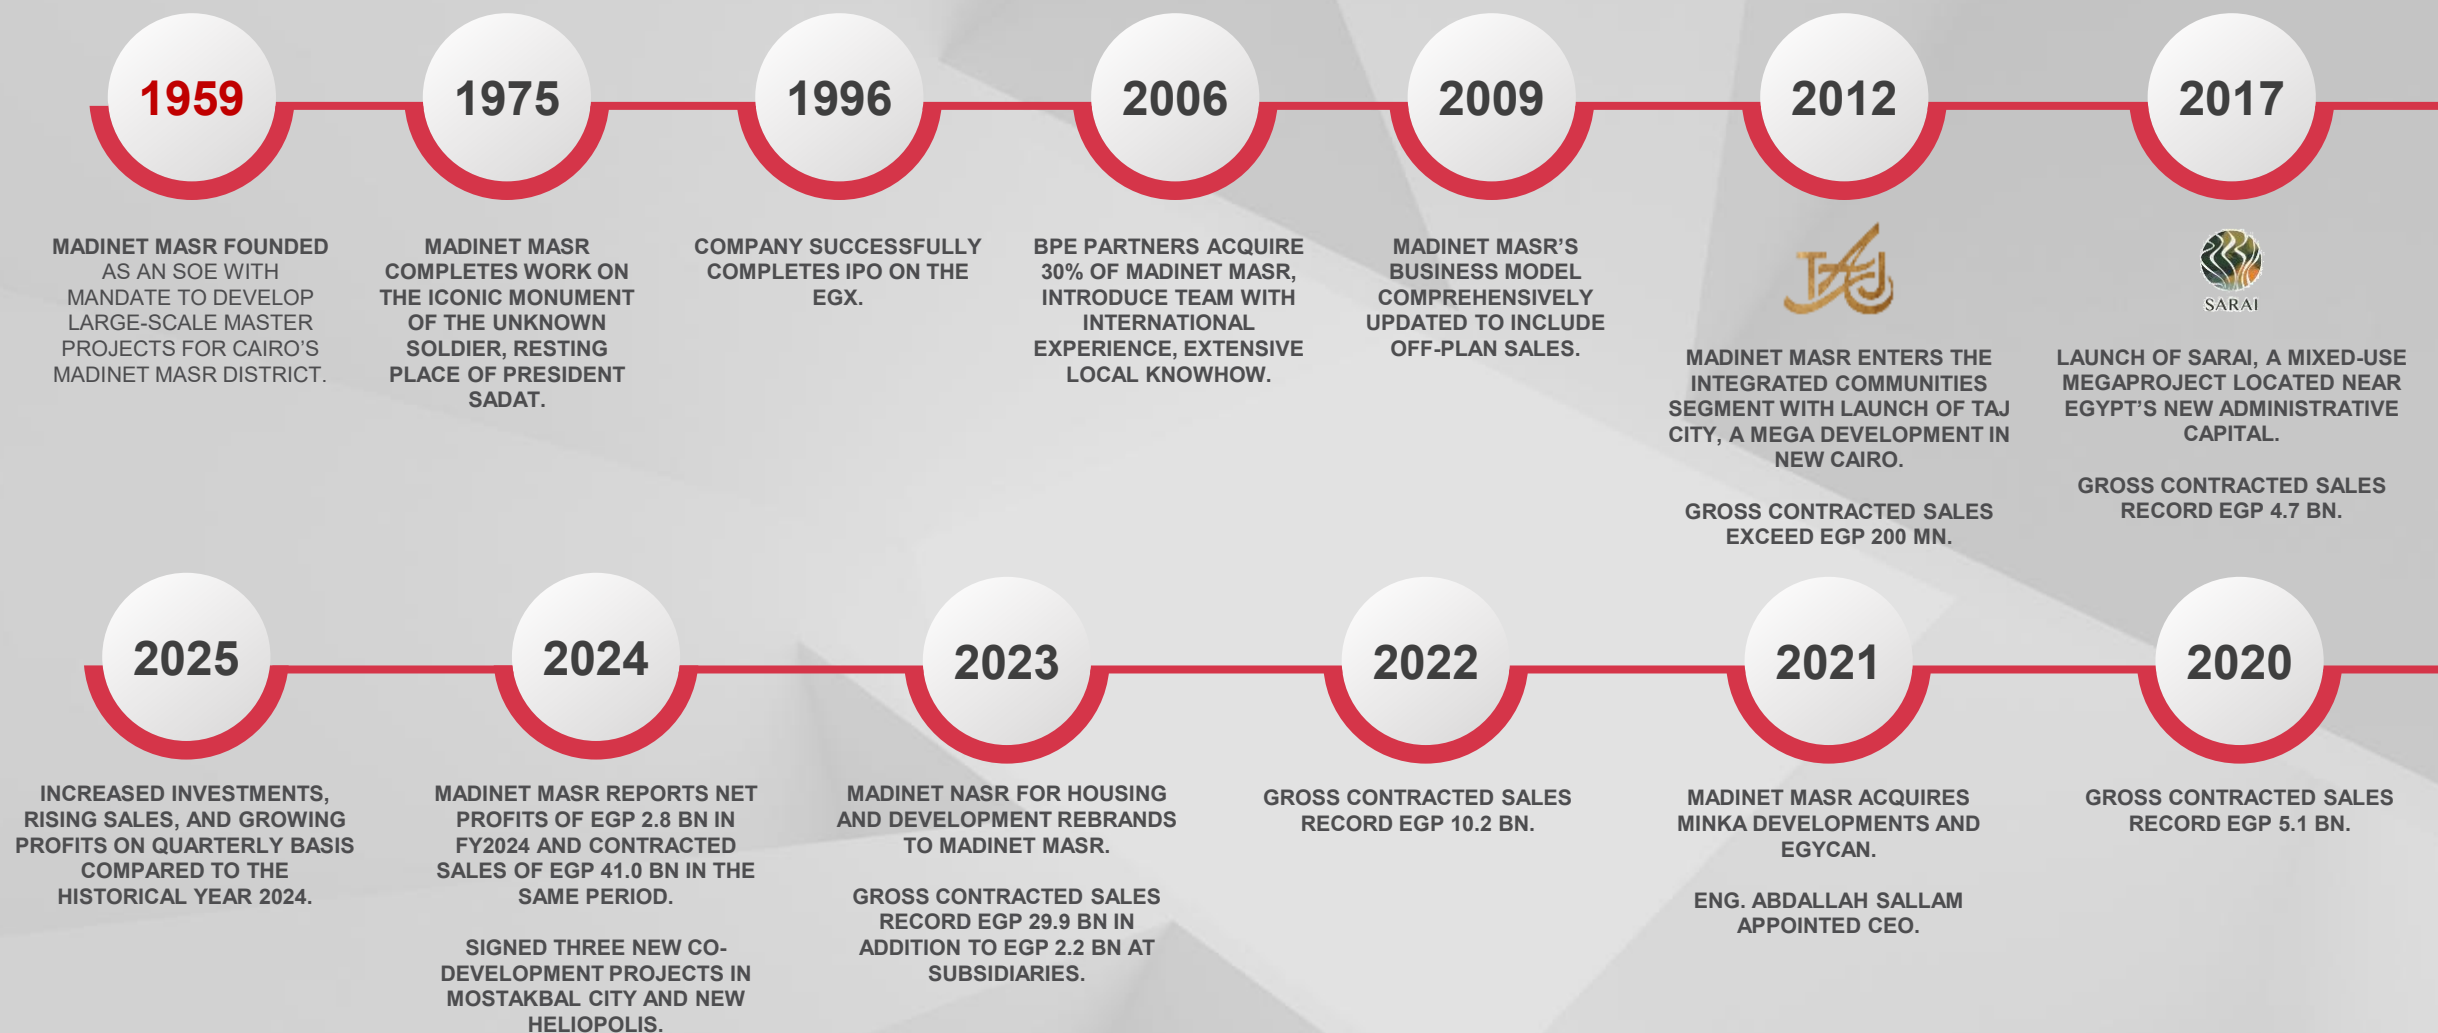 1959
MADINET MASR FOUNDED
AS AN SOE WITH
MANDATE TO DEVELOP
LARGE-SCALE MASTER
PROJECTS FOR CAIRO’S
MADINET MASR DISTRICT.
1975
MADINET MASR
COMPLETES WORK ON
THE ICONIC MONUMENT
OF THE UNKNOWN
SOLDIER, RESTING
PLACE OF PRESIDENT
SADAT.
1996
COMPANY SUCCESSFULLY
COMPLETES IPO ON THE
EGX.
2006
BPE PARTNERS ACQUIRE
30% OF MADINET MASR,
INTRODUCE TEAM WITH
INTERNATIONAL
EXPERIENCE, EXTENSIVE
LOCAL KNOWHOW.
2009
MADINET MASR’S
BUSINESS MODEL
COMPREHENSIVELY
UPDATED TO INCLUDE
OFF-PLAN SALES.
2012
TAJ
MADINET MASR ENTERS THE
INTEGRATED COMMUNITIES
SEGMENT WITH LAUNCH OF TAJ
CITY, A MEGA DEVELOPMENT IN
NEW CAIRO.
GROSS CONTRACTED SALES
EXCEED EGP 200 MN.
2017
SARAI
LAUNCH OF SARAI, A MIXED-USE
MEGAPROJECT LOCATED NEAR
EGYPT’S NEW ADMINISTRATIVE
CAPITAL.
GROSS CONTRACTED SALES
RECORD EGP 4.7 BN.
2025
INCREASED INVESTMENTS,
RISING SALES, AND GROWING
PROFITS ON QUARTERLY BASIS
COMPARED TO THE
HISTORICAL YEAR 2024.
2024
MADINET MASR REPORTS NET
PROFITS OF EGP 2.8 BN IN
FY2024 AND CONTRACTED
SALES OF EGP 41.0 BN IN THE
SAME PERIOD.
SIGNED THREE NEW CO-
DEVELOPMENT PROJECTS IN
MOSTAKBAL CITY AND NEW
HELIOPOLIS.
2023
MADINET NASR FOR HOUSING
AND DEVELOPMENT REBRANDS
TO MADINET MASR.
GROSS CONTRACTED SALES
RECORD EGP 29.9 BN IN
ADDITION TO EGP 2.2 BN AT
SUBSIDIARIES.
2022
GROSS CONTRACTED SALES
RECORD EGP 10.2 BN.
2021
MADINET MASR ACQUIRES
MINKA DEVELOPMENTS AND
EGYCAN.
ENG. ABDALLAH SALLAM
APPOINTED CEO.
2020
GROSS CONTRACTED SALES
RECORD EGP 5.1 BN.